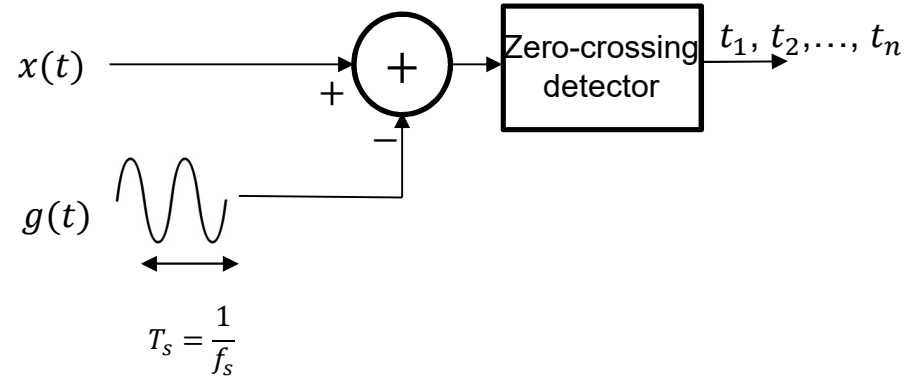 x(t)
+
+
−
Zero-crossing
detector
t₁, t₂,..., tₙ
g(t)
Tₛ = 1/fₛ